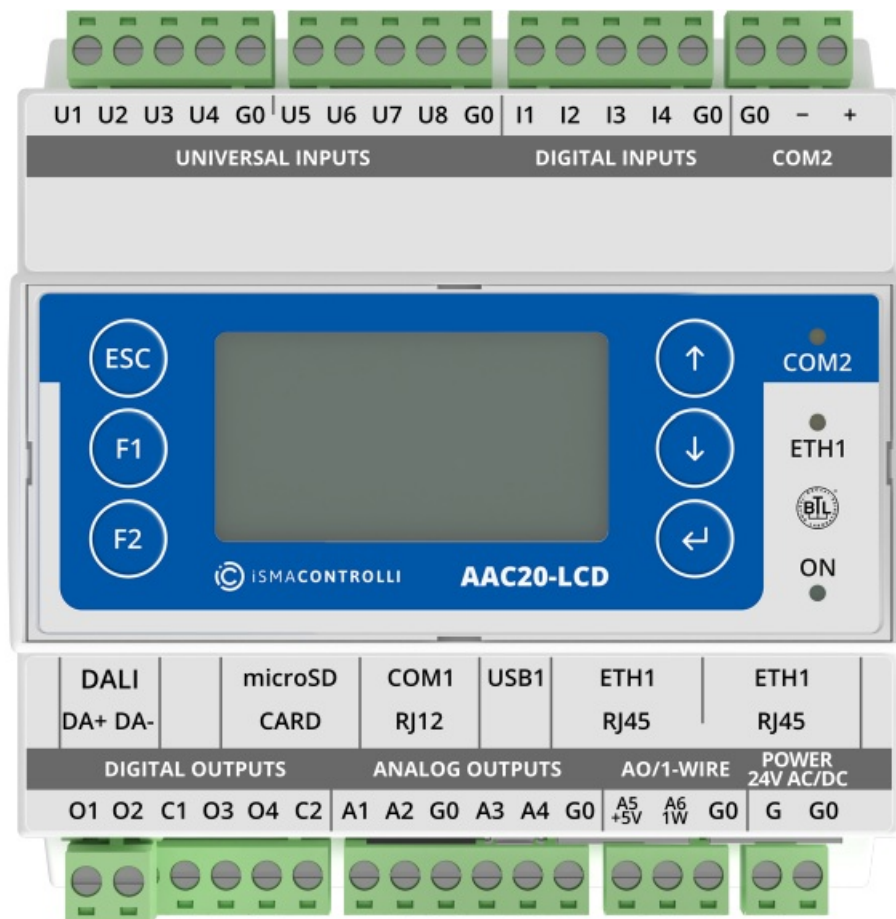 U1 U2 U3 U4 G0 U5 U6 U7 U8 G0 I1 I2 I3 I4 G0 G0 − +
UNIVERSAL INPUTS DIGITAL INPUTS COM2
ESC
F1
F2
↑
↓
↵
COM2
ETH1
BTL
ON
iSMACONTROLLI
AAC20-LCD
DALI microSD COM1 USB1 ETH1 ETH1
DA+ DA- CARD RJ12 RJ45 RJ45
DIGITAL OUTPUTS ANALOG OUTPUTS AO/1-WIRE POWER
24V AC/DC
O1 O2 C1 O3 O4 C2 A1 A2 G0 A3 A4 G0 A5 A6 G0 G G0
+5V 1W